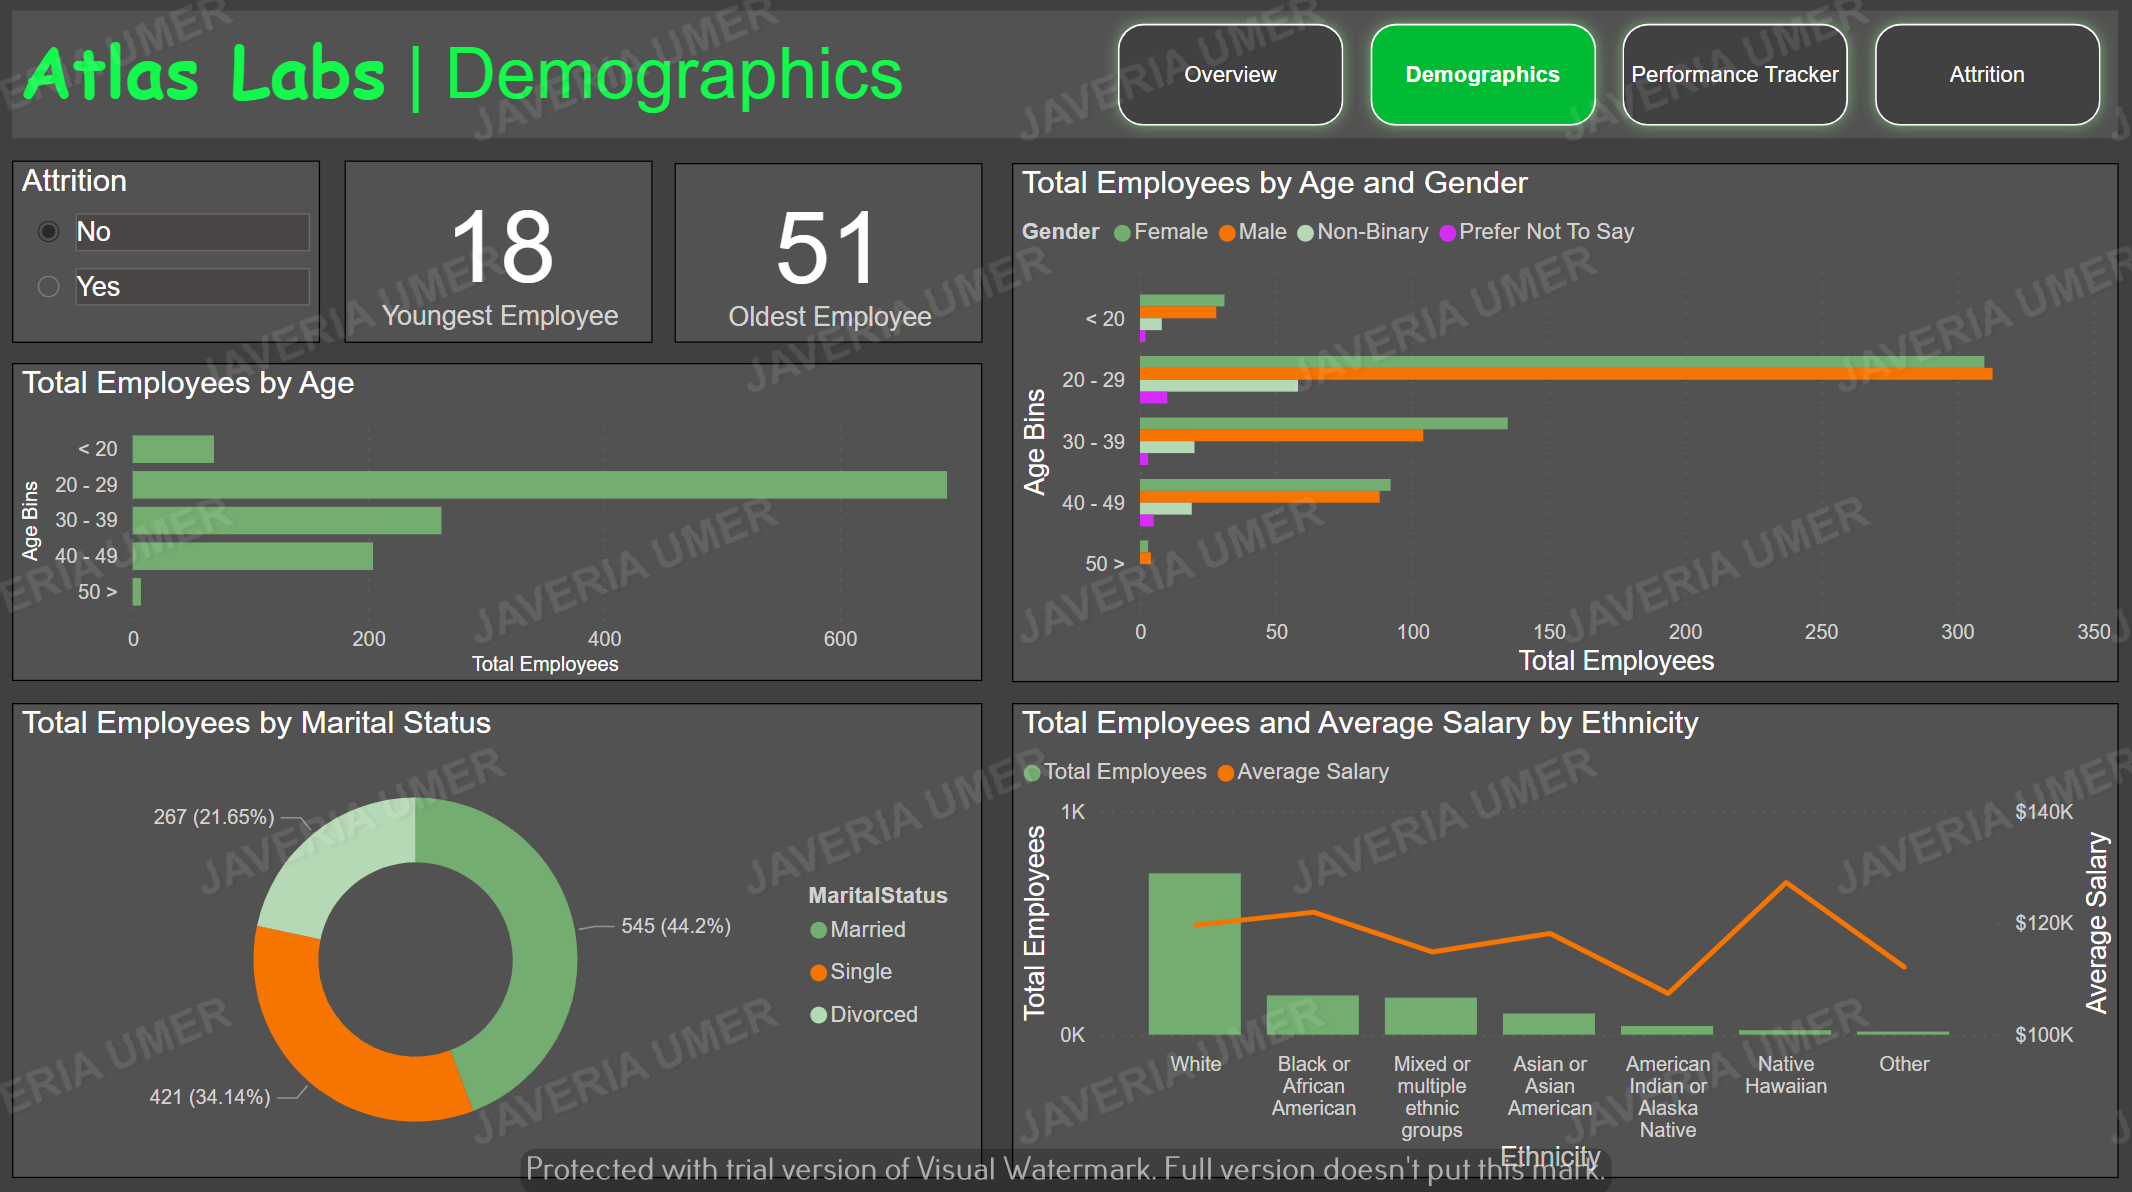 Atlas Labs | Demographics
Overview
Demographics
Performance Tracker
Attrition
Attrition
No
Yes
18
Youngest Employee
51
Oldest Employee
Total Employees by Age
Age Bins
< 20
20 - 29
30 - 39
40 - 49
50 >
0 200 400 600
Total Employees
Total Employees by Age and Gender
Gender Female Male Non-Binary Prefer Not To Say
Age Bins
< 20
20 - 29
30 - 39
40 - 49
50 >
0 50 100 150 200 250 300 350
Total Employees
Total Employees by Marital Status
267 (21.65%)
545 (44.2%)
421 (34.14%)
MaritalStatus
Married
Single
Divorced
Total Employees and Average Salary by Ethnicity
Total Employees Average Salary
Total Employees
1K
0K
$140K
$120K
$100K
Average Salary
White
Black or
African
American
Mixed or
multiple
ethnic
groups
Asian or
Asian
American
American
Indian or
Alaska
Native
Native
Hawaiian
Other
Ethnicity
JAVERIA UMER
Protected with trial version of Visual Watermark. Full version doesn't put this mark.